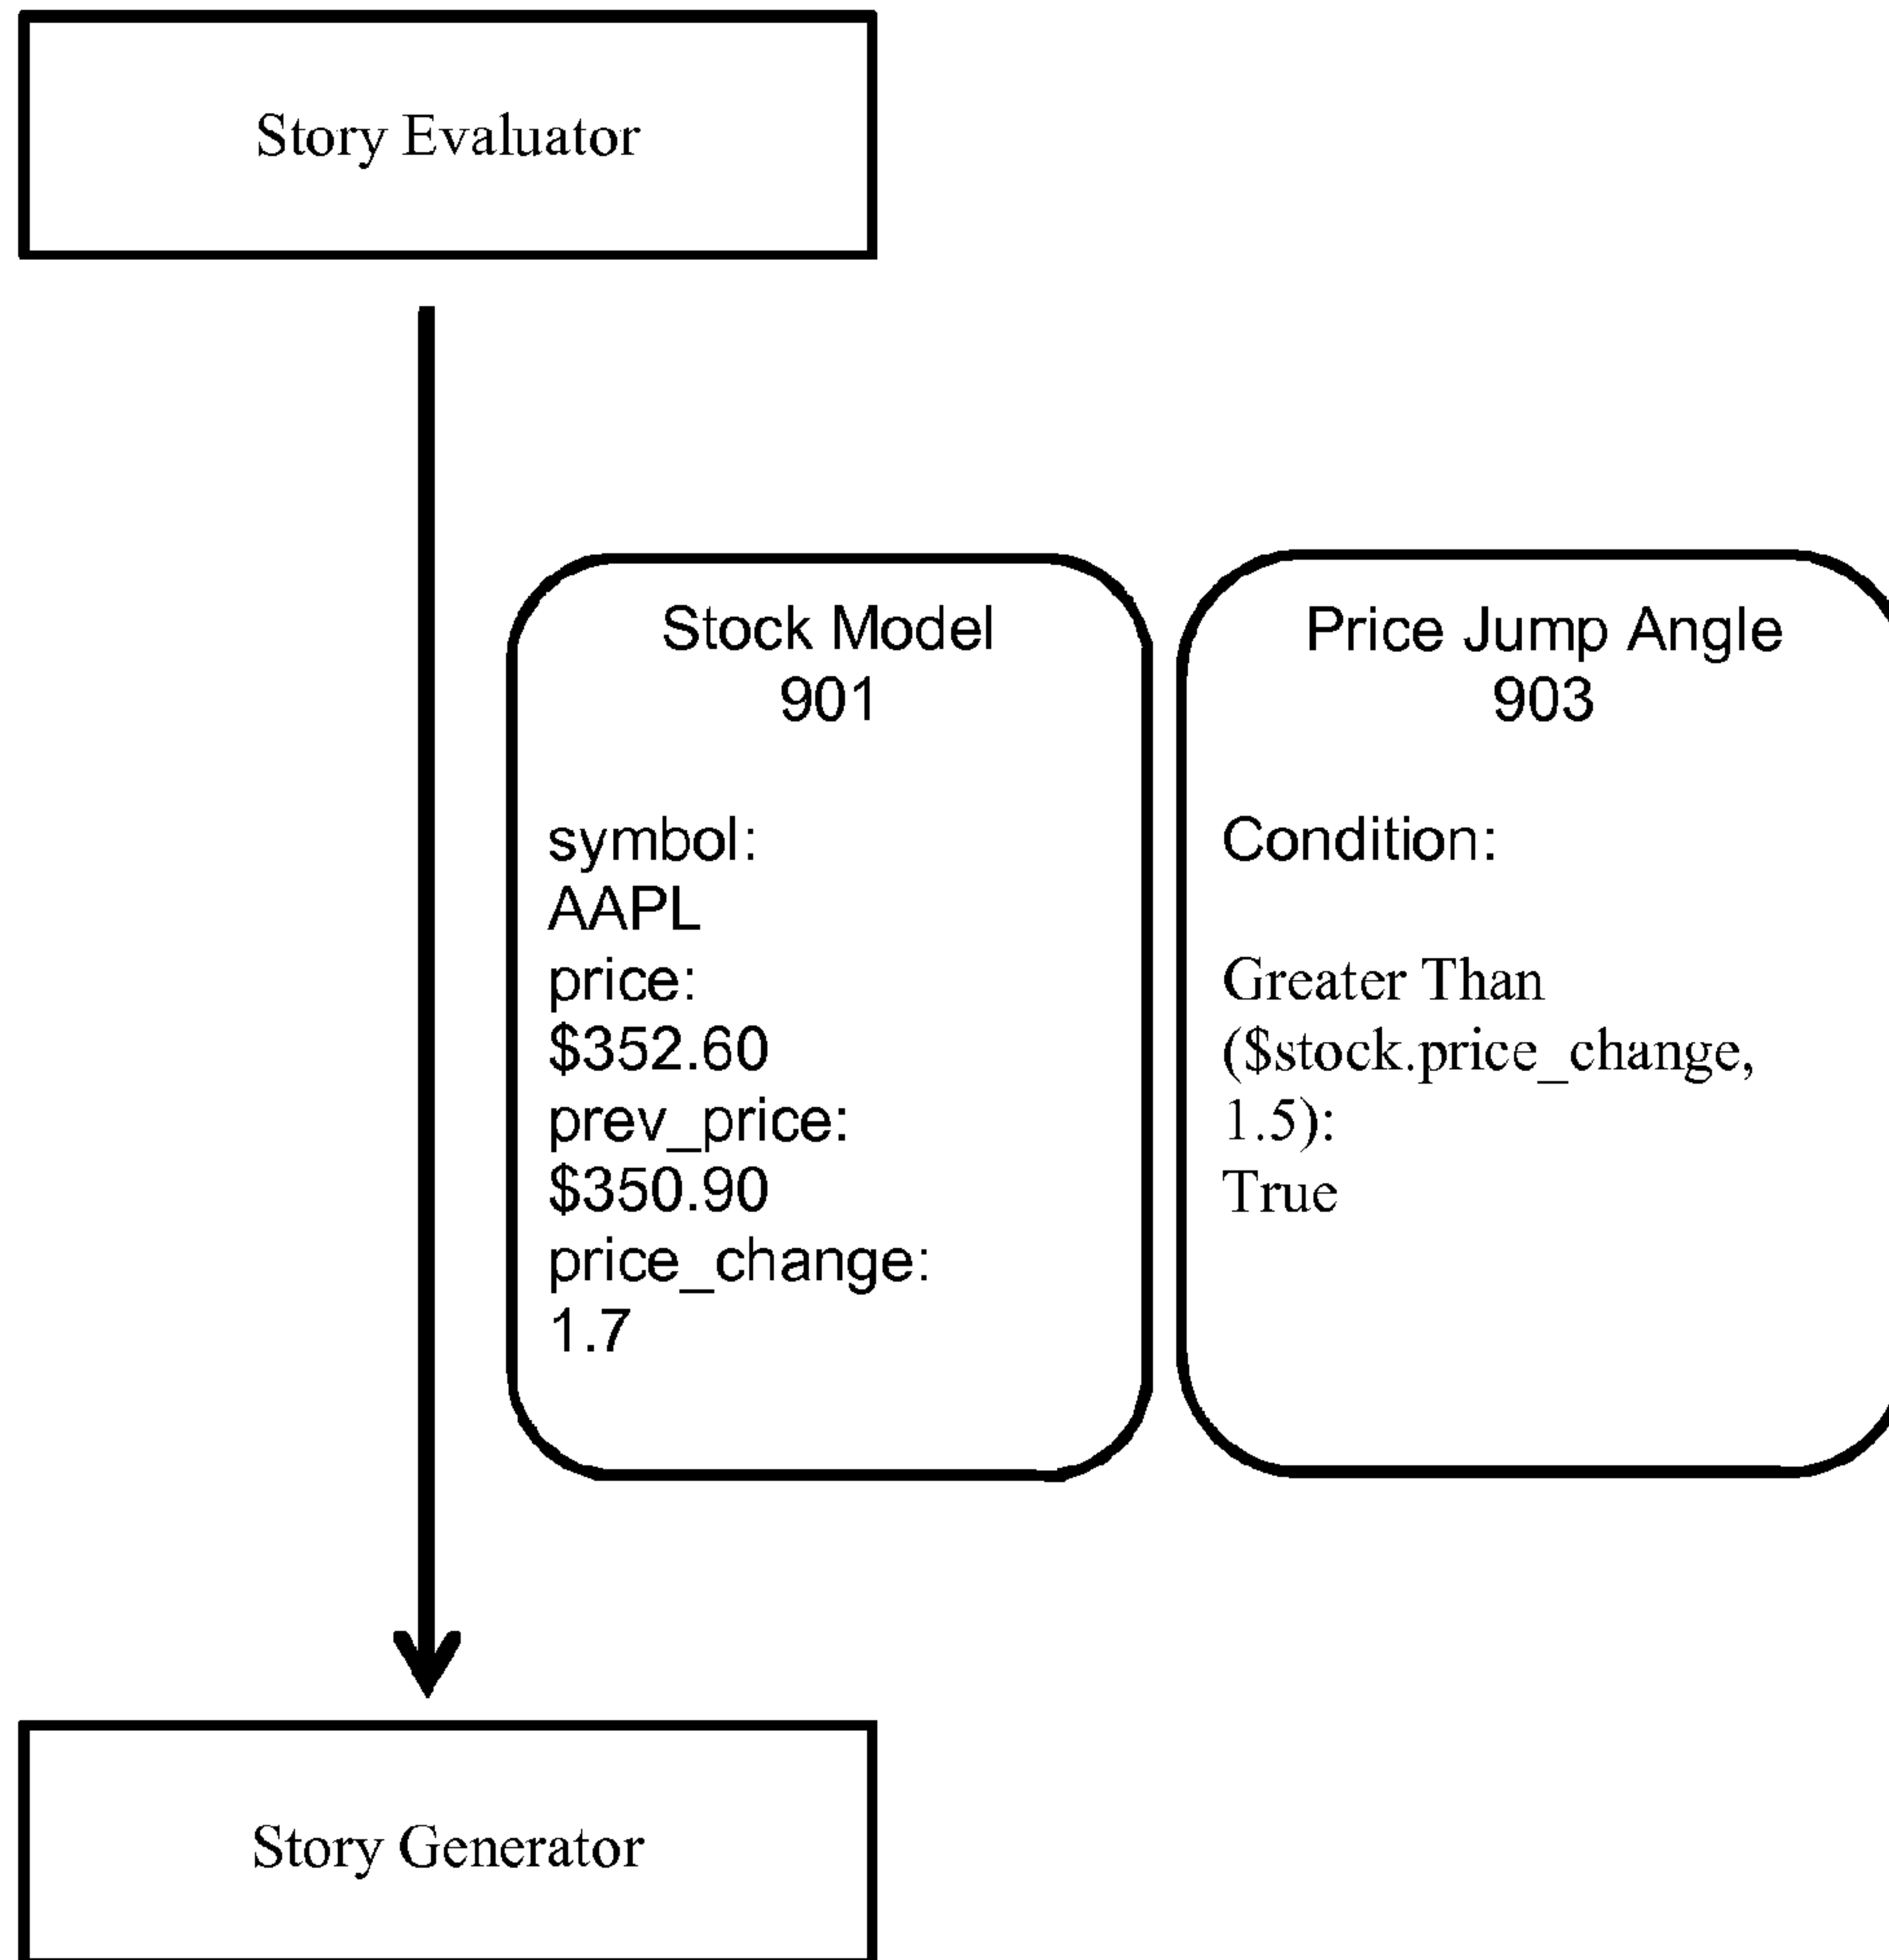 Story Evaluator
Stock Model
901
symbol:
AAPL
price:
$352.60
prev_price:
$350.90
price_change:
1.7
Price Jump Angle
903
Condition:
Greater Than
($stock.price_change,
1.5):
True
Story Generator